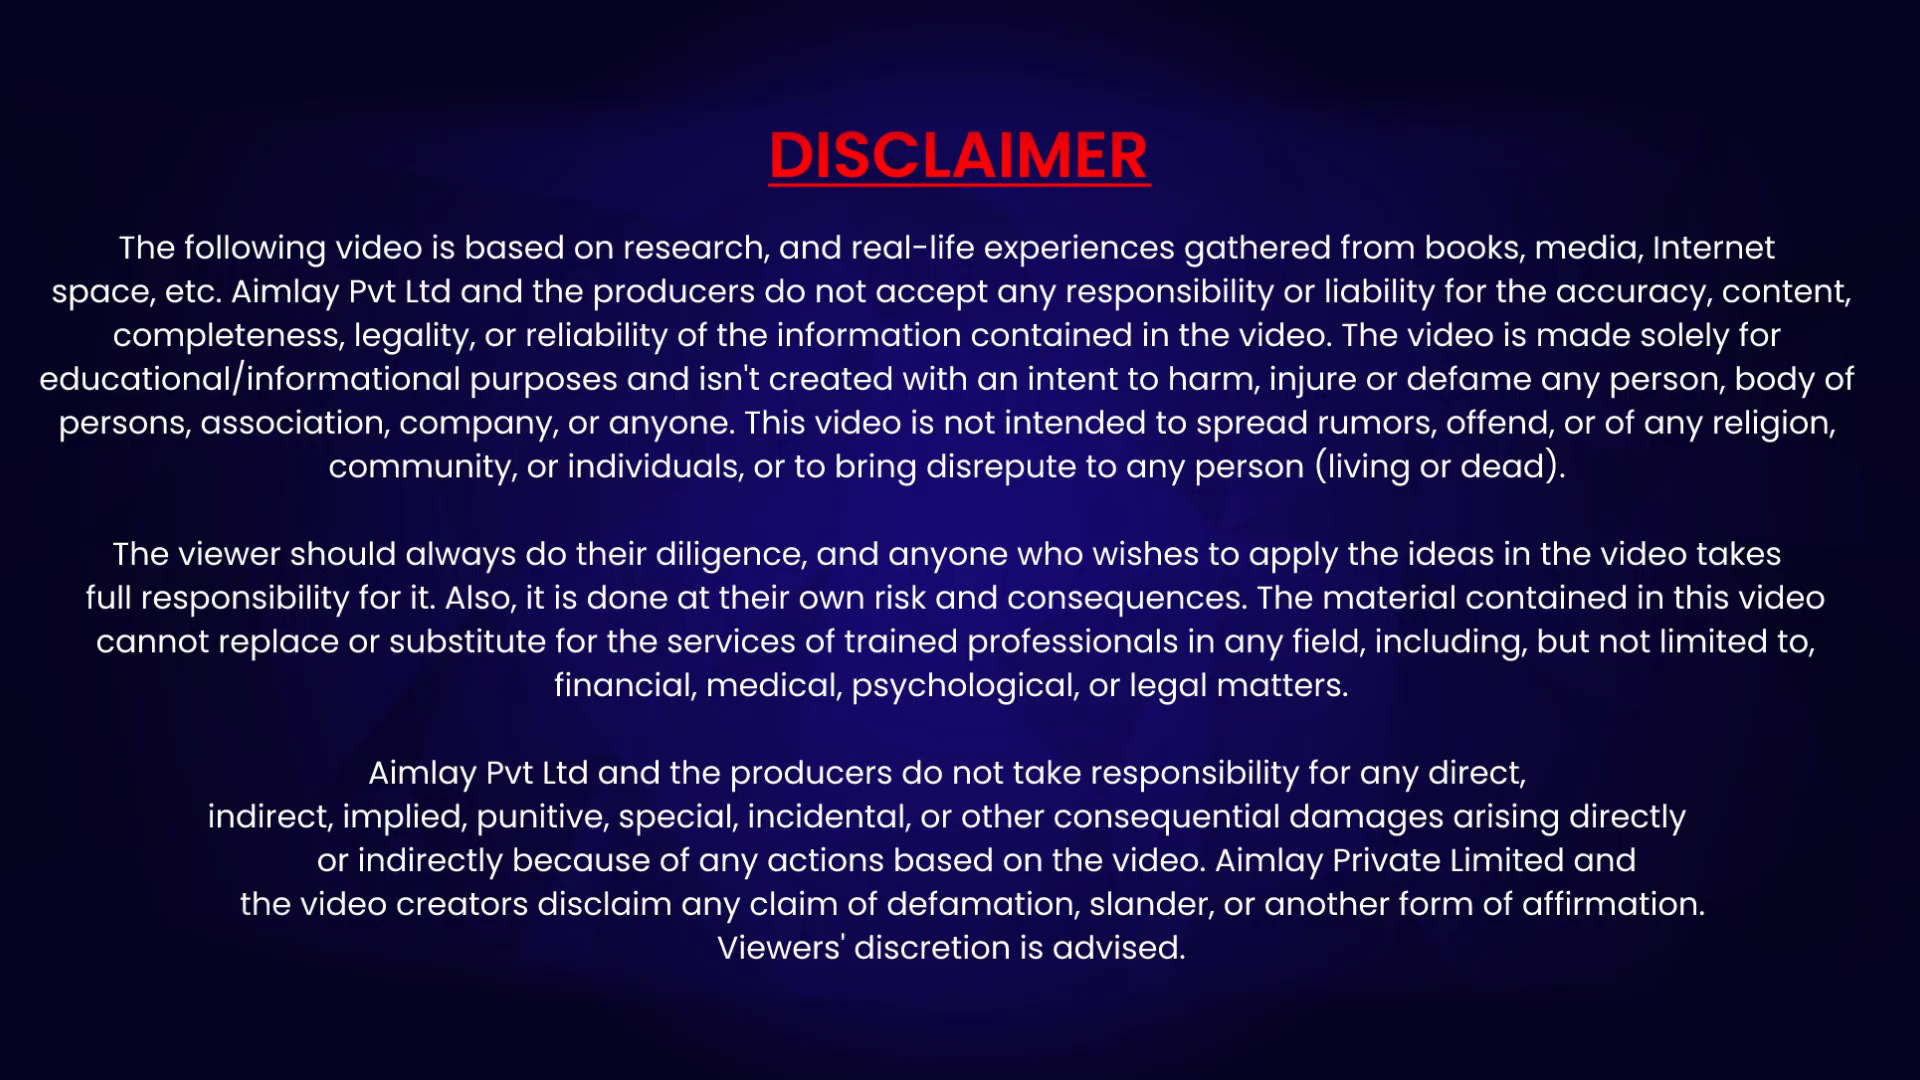 DISCLAIMER
The following video is based on research, and real-life experiences gathered from books, media, Internet
space, etc. Aimlay Pvt Ltd and the producers do not accept any responsibility or liability for the accuracy, content,
completeness, legality, or reliability of the information contained in the video. The video is made solely for
educational/informational purposes and isn't created with an intent to harm, injure or defame any person, body of
persons, association, company, or anyone. This video is not intended to spread rumors, offend, or of any religion,
community, or individuals, or to bring disrepute to any person (living or dead).
The viewer should always do their diligence, and anyone who wishes to apply the ideas in the video takes
full responsibility for it. Also, it is done at their own risk and consequences. The material contained in this video
cannot replace or substitute for the services of trained professionals in any field, including, but not limited to,
financial, medical, psychological, or legal matters.
Aimlay Pvt Ltd and the producers do not take responsibility for any direct,
indirect, implied, punitive, special, incidental, or other consequential damages arising directly
or indirectly because of any actions based on the video. Aimlay Private Limited and
the video creators disclaim any claim of defamation, slander, or another form of affirmation.
Viewers' discretion is advised.